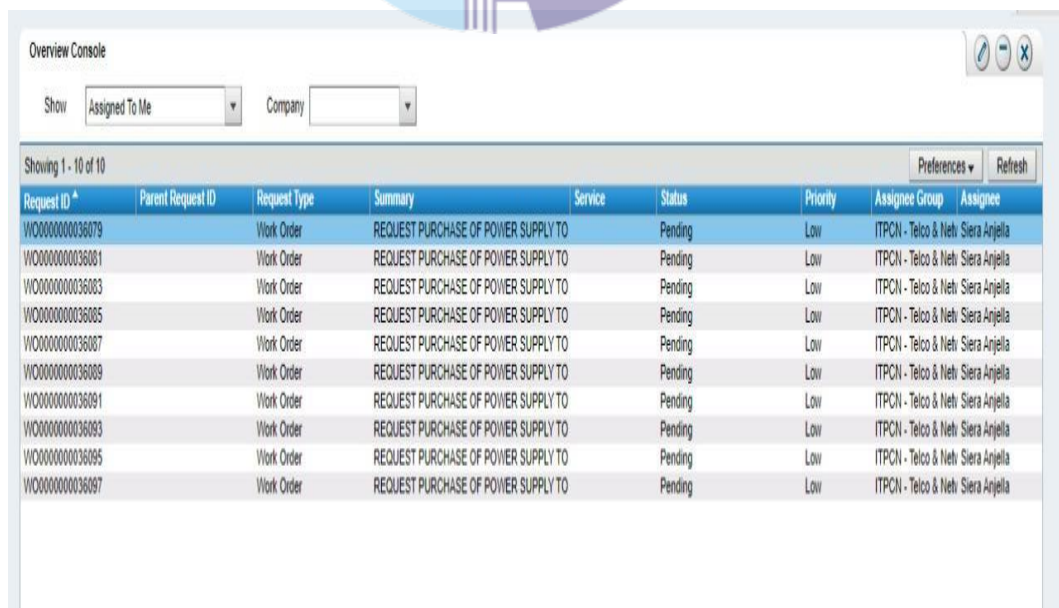 Overview Console
Show Assigned To Me Company
Showing 1 - 10 of 10 Preferences Refresh
Request ID Parent Request ID Request Type Summary Service Status Priority Assignee Group Assignee
WO0000000036079 Work Order REQUEST PURCHASE OF POWER SUPPLY TO Pending Low ITPCN - Telco & Netv Siera Anjella
WO0000000036081 Work Order REQUEST PURCHASE OF POWER SUPPLY TO Pending Low ITPCN - Telco & Netv Siera Anjella
WO0000000036083 Work Order REQUEST PURCHASE OF POWER SUPPLY TO Pending Low ITPCN - Telco & Netv Siera Anjella
WO0000000036085 Work Order REQUEST PURCHASE OF POWER SUPPLY TO Pending Low ITPCN - Telco & Netv Siera Anjella
WO0000000036087 Work Order REQUEST PURCHASE OF POWER SUPPLY TO Pending Low ITPCN - Telco & Netv Siera Anjella
WO0000000036089 Work Order REQUEST PURCHASE OF POWER SUPPLY TO Pending Low ITPCN - Telco & Netv Siera Anjella
WO0000000036091 Work Order REQUEST PURCHASE OF POWER SUPPLY TO Pending Low ITPCN - Telco & Netv Siera Anjella
WO0000000036093 Work Order REQUEST PURCHASE OF POWER SUPPLY TO Pending Low ITPCN - Telco & Netv Siera Anjella
WO0000000036095 Work Order REQUEST PURCHASE OF POWER SUPPLY TO Pending Low ITPCN - Telco & Netv Siera Anjella
WO0000000036097 Work Order REQUEST PURCHASE OF POWER SUPPLY TO Pending Low ITPCN - Telco & Netv Siera Anjella